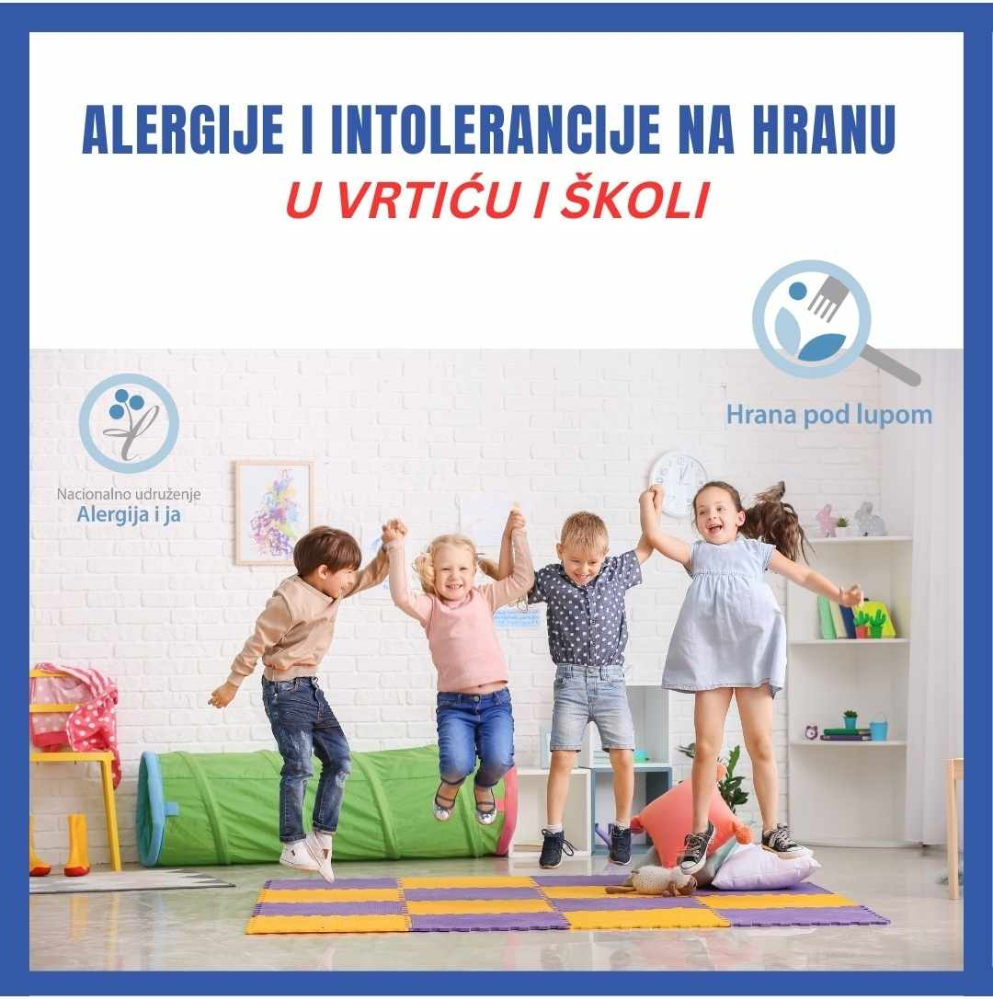 ALERGIJE I INTOLERANCIJE NA HRANU
U VRTIĆU I ŠKOLI
Hrana pod lupom
Nacionalno udruženje
Alergija i ja